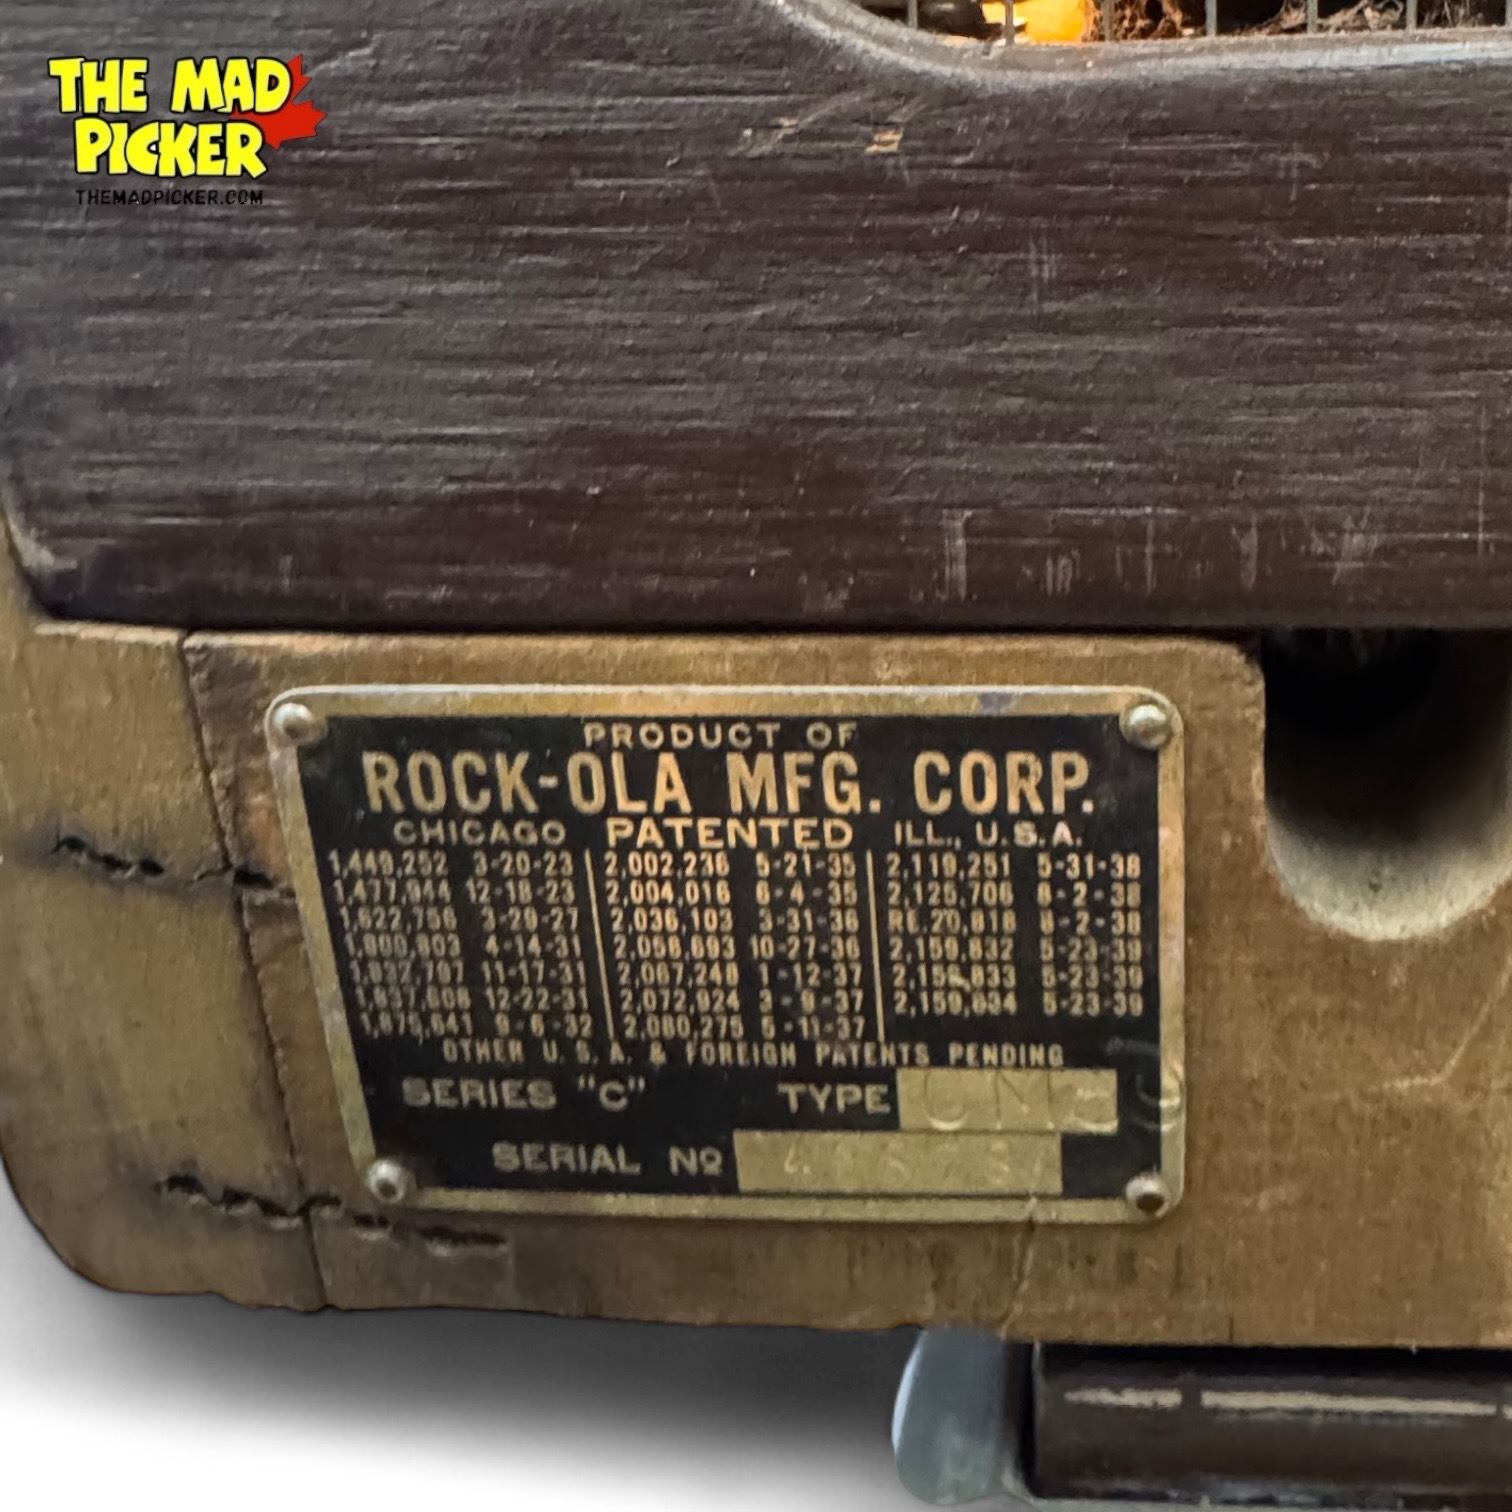 THE MAD
PICKER
THEMADPICKER.COM
PRODUCT OF
ROCK-OLA MFG. CORP.
CHICAGO PATENTED ILL., U.S.A.
1,449,252 3-20-23 2,002,236 5-21-35 2,119,251 5-31-38
1,477,944 12-18-23 2,004,016 6-4-35 2,125,706 8-2-38
1,622,756 3-29-27 2,036,103 3-31-36 RE.20,818 8-2-38
1,800,803 4-14-31 2,058,693 10-27-36 2,159,832 5-23-39
1,832,797 11-17-31 2,067,248 1-12-37 2,159,833 5-23-39
1,837,608 12-22-31 2,072,924 3-9-37 2,159,834 5-23-39
1,875,641 9-6-32 2,080,275 5-11-37
OTHER U.S.A. & FOREIGN PATENTS PENDING
SERIES "C" TYPE
SERIAL Nº